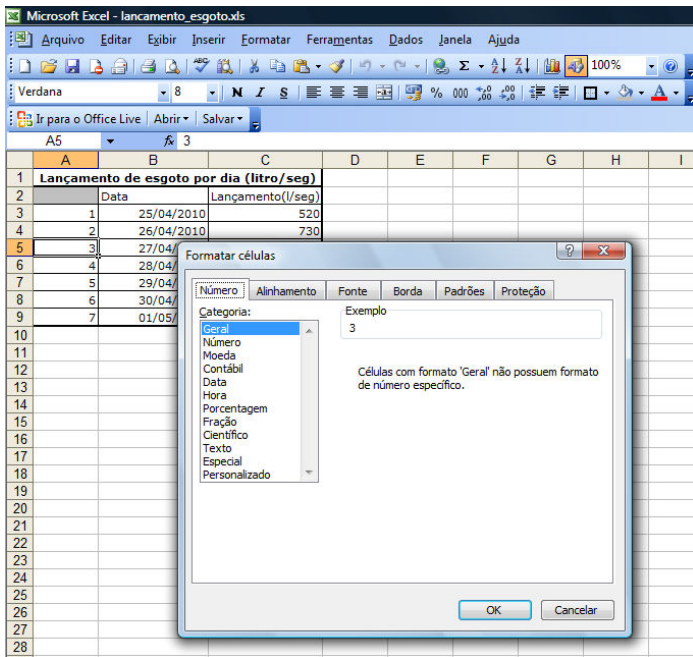 Microsoft Excel - lancamento_esgoto.xls
Arquivo Editar Exibir Inserir Formatar Ferramentas Dados Janela Ajuda
100%
Verdana 8 N I S % 000
Ir para o Office Live Abrir Salvar
A5 fx 3
A B C D E F G H I
1 Lançamento de esgoto por dia (litro/seg)
2 Data Lançamento(l/seg)
3 1 25/04/2010 520
4 2 26/04/2010 730
5 3 27/04/
6 4 28/04/
7 5 29/04/
8 6 30/04/
9 7 01/05/
10
11
12
13
14
15
16
17
18
19
20
21
22
23
24
25
26
27
28
Formatar células
Número Alinhamento Fonte Borda Padrões Proteção
Categoria:
Geral
Número
Moeda
Contábil
Data
Hora
Porcentagem
Fração
Científico
Texto
Especial
Personalizado
Exemplo
3
Células com formato 'Geral' não possuem formato
de número específico.
OK Cancelar